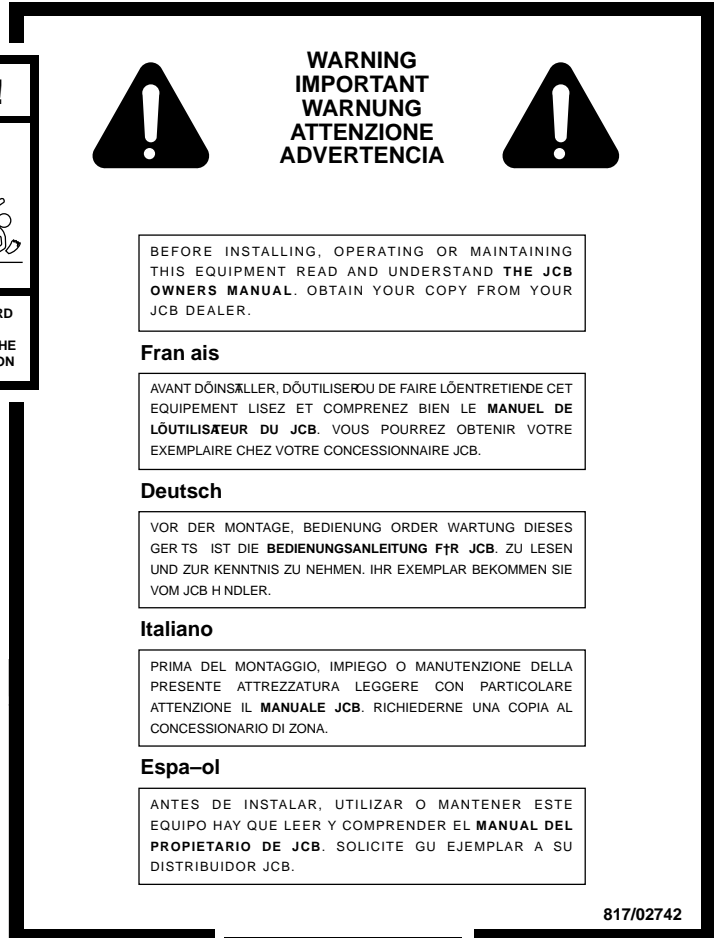 WARNING
IMPORTANT
WARNUNG
ATTENZIONE
ADVERTENCIA
!
RD
HE
ON
BEFORE INSTALLING, OPERATING OR MAINTAINING
THIS EQUIPMENT READ AND UNDERSTAND THE JCB
OWNERS MANUAL. OBTAIN YOUR COPY FROM YOUR
JCB DEALER.
Fran ais
AVANT DÕINSTALLER, DÕUTILISER OU DE FAIRE LÕENTRETIEN DE CET
EQUIPEMENT LISEZ ET COMPRENEZ BIEN LE MANUEL DE
LÕUTILISATEUR DU JCB. VOUS POURREZ OBTENIR VOTRE
EXEMPLAIRE CHEZ VOTRE CONCESSIONNAIRE JCB.
Deutsch
VOR DER MONTAGE, BEDIENUNG ORDER WARTUNG DIESES
GER TS IST DIE BEDIENUNGSANLEITUNG F†R JCB. ZU LESEN
UND ZUR KENNTNIS ZU NEHMEN. IHR EXEMPLAR BEKOMMEN SIE
VOM JCB H NDLER.
Italiano
PRIMA DEL MONTAGGIO, IMPIEGO O MANUTENZIONE DELLA
PRESENTE ATTREZZATURA LEGGERE CON PARTICOLARE
ATTENZIONE IL MANUALE JCB. RICHIEDERNE UNA COPIA AL
CONCESSIONARIO DI ZONA.
Espa–ol
ANTES DE INSTALAR, UTILIZAR O MANTENER ESTE
EQUIPO HAY QUE LEER Y COMPRENDER EL MANUAL DEL
PROPIETARIO DE JCB. SOLICITE GU EJEMPLAR A SU
DISTRIBUIDOR JCB.
817/02742